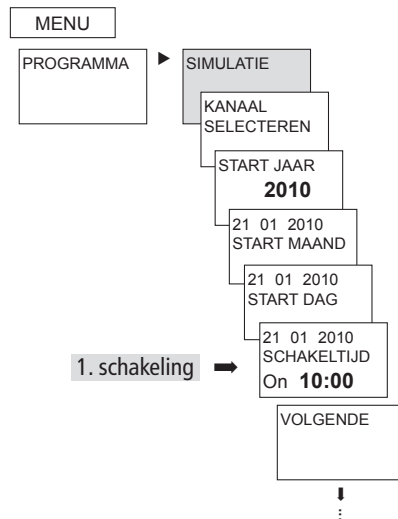 MENU
PROGRAMMA
SIMULATIE
KANAAL
SELECTEREN
START JAAR
2010
21 01 2010
START MAAND
21 01 2010
START DAG
21 01 2010
SCHAKELTIJD
1. schakeling
On 10:00
VOLGENDE